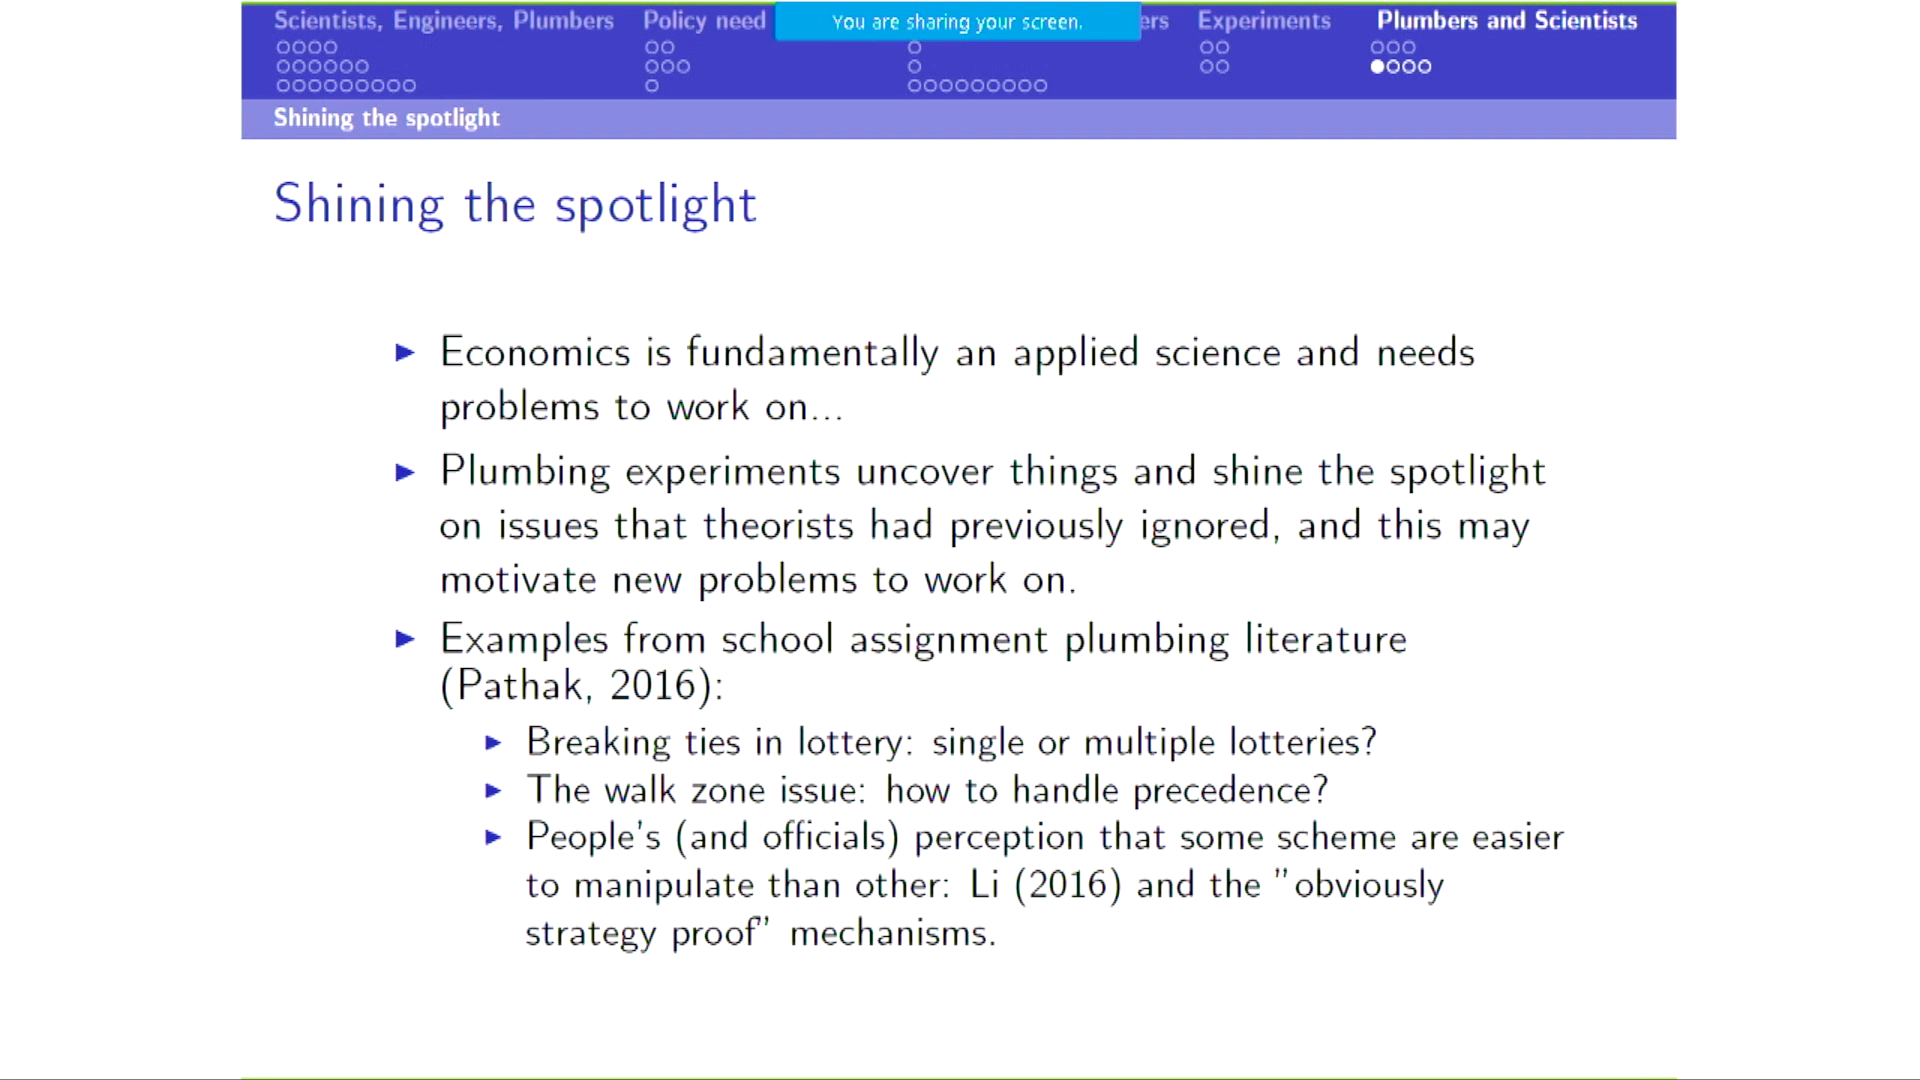 Scientists, Engineers, Plumbers Policy need You are sharing your screen. Experiments Plumbers and Scientists
Shining the spotlight
Shining the spotlight
Economics is fundamentally an applied science and needs
problems to work on...
Plumbing experiments uncover things and shine the spotlight
on issues that theorists had previously ignored, and this may
motivate new problems to work on.
Examples from school assignment plumbing literature
(Pathak, 2016):
Breaking ties in lottery: single or multiple lotteries?
The walk zone issue: how to handle precedence?
People's (and officials) perception that some scheme are easier
to manipulate than other: Li (2016) and the "obviously
strategy proof" mechanisms.